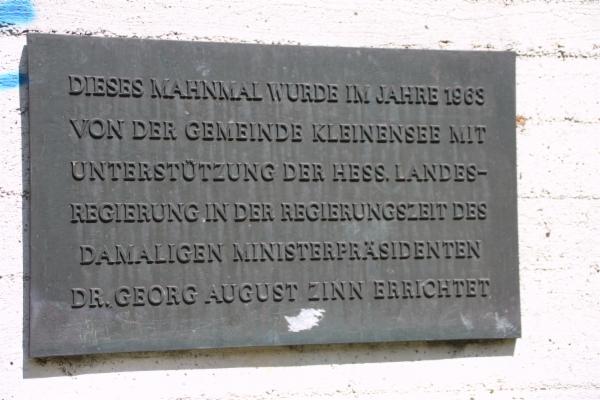 DIESES MAHNMAL WURDE IM JAHRE 1963
VON DER GEMEINDE KLEINENSEE MIT
UNTERSTÜTZUNG DER HESS. LANDES-
REGIERUNG IN DER REGIERUNGSZEIT DES
DAMALIGEN MINISTERPRÄSIDENTEN
DR. GEORG AUGUST ZINN ERRICHTET